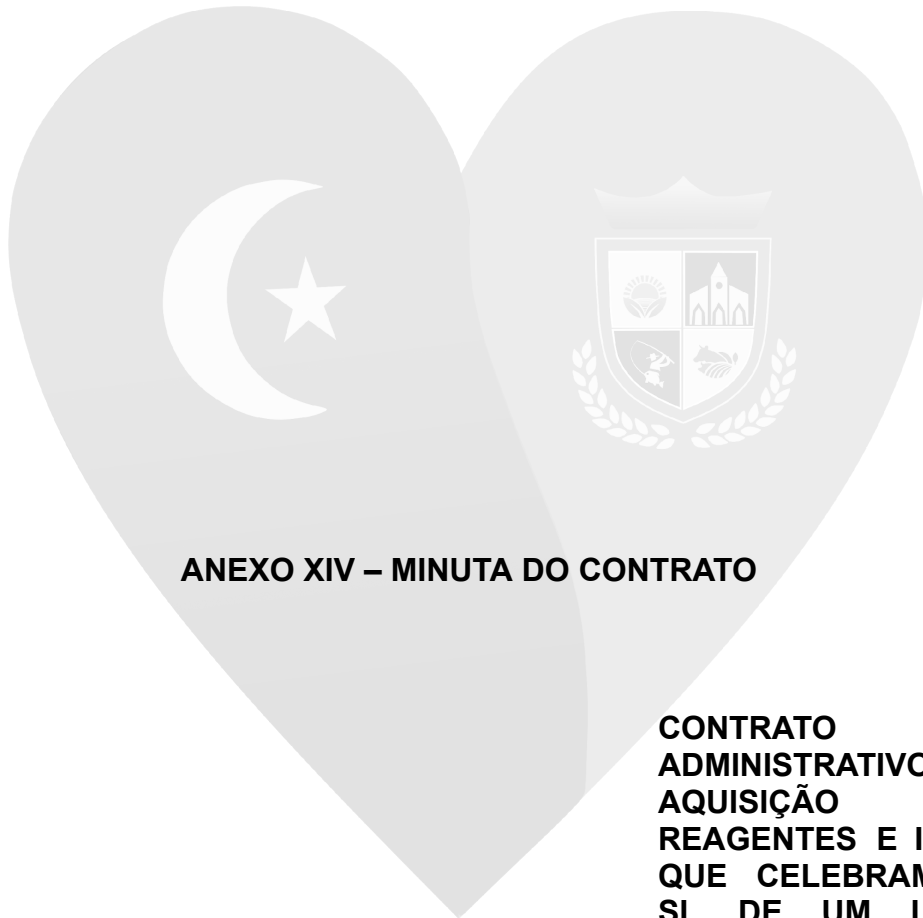 ANEXO XIV – MINUTA DO CONTRATO
CONTRATO
ADMINISTRATIVO
AQUISIÇÃO
REAGENTES E
QUE CELEBRAM
SI, DE UM